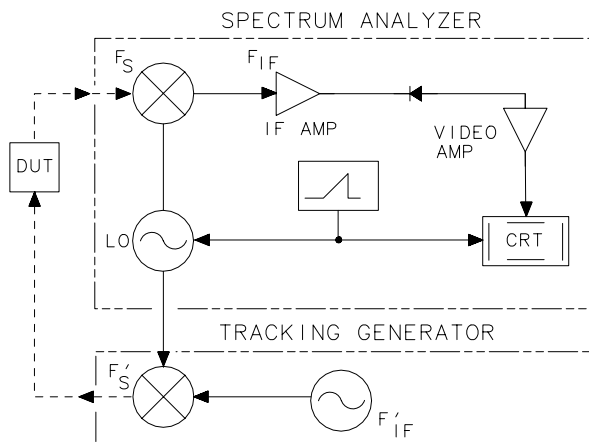 SPECTRUM ANALYZER
F_S
F_IF
IF AMP
VIDEO
AMP
DUT
LO
CRT
TRACKING GENERATOR
F'_S
F'_IF